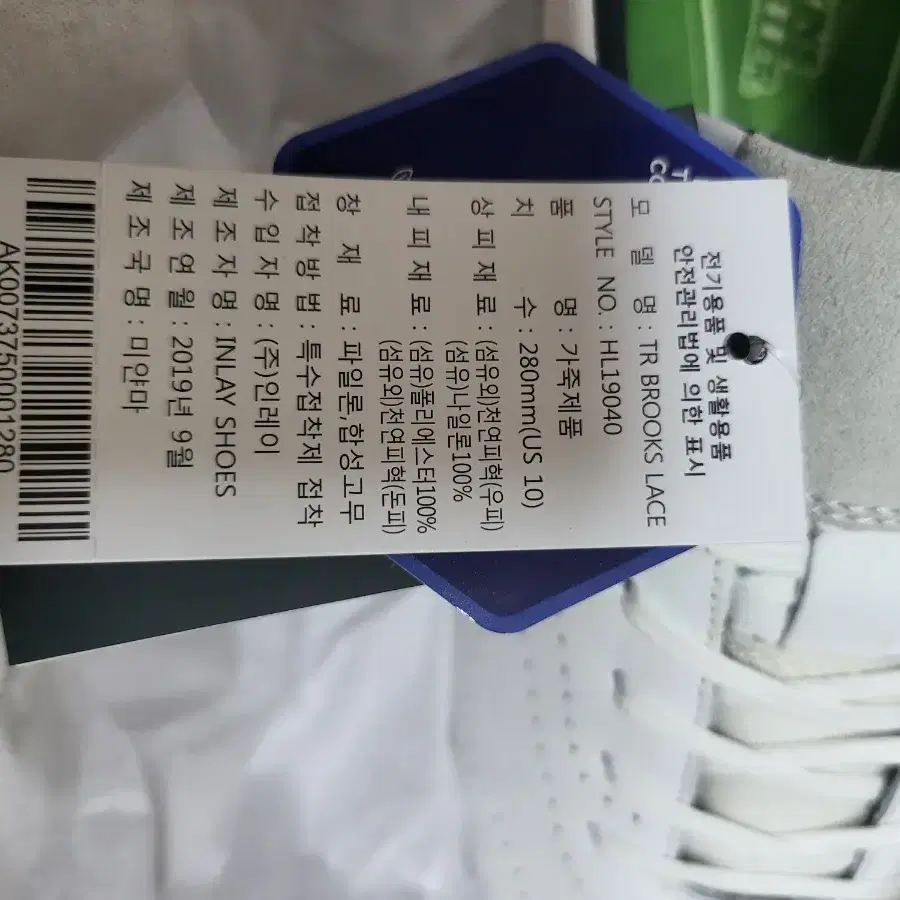 전기용품 및 생활용품
안전관리법에 의한 표시
모 델 명 : TR BROOKS LACE
STYLE NO. : HL19040
품 명 : 가죽제품
치 수 : 280mm(US 10)
상 피 재 료 : (섬유외)천연피혁(우피)
(섬유)나일론100%
내 피 재 료 : (섬유)폴리에스터100%
(섬유외)천연피혁(돈피)
창 재 료 : 파일론,합성고무
접 착 방 법 : 특수접착제 접착
수 입 자 명 : (주)인레이
제 조 자 명 : INLAY SHOES
제 조 연 월 : 2019년 9월
제 조 국 명 : 미얀마
AK00737500001280